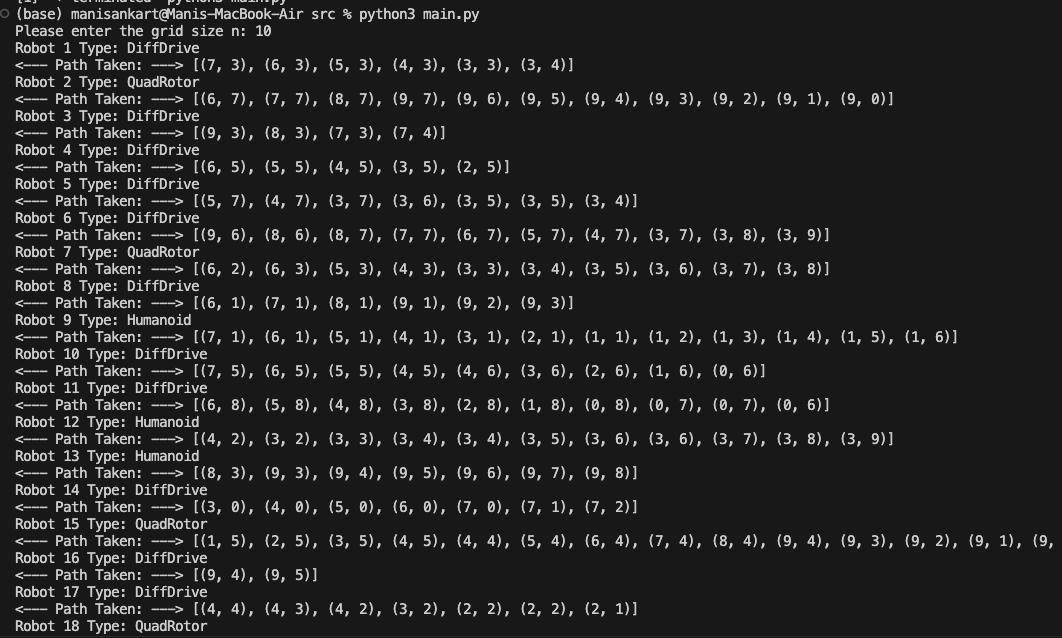 (base) manisankart@Manis-MacBook-Air src % python3 main.py
Please enter the grid size n: 10
Robot 1 Type: DiffDrive
<--- Path Taken: ---> [(7, 3), (6, 3), (5, 3), (4, 3), (3, 3), (3, 4)]
Robot 2 Type: QuadRotor
<--- Path Taken: ---> [(6, 7), (7, 7), (8, 7), (9, 7), (9, 6), (9, 5), (9, 4), (9, 3), (9, 2), (9, 1), (9, 0)]
Robot 3 Type: DiffDrive
<--- Path Taken: ---> [(9, 3), (8, 3), (7, 3), (7, 4)]
Robot 4 Type: DiffDrive
<--- Path Taken: ---> [(6, 5), (5, 5), (4, 5), (3, 5), (2, 5)]
Robot 5 Type: DiffDrive
<--- Path Taken: ---> [(5, 7), (4, 7), (3, 7), (3, 6), (3, 5), (3, 5), (3, 4)]
Robot 6 Type: DiffDrive
<--- Path Taken: ---> [(9, 6), (8, 6), (8, 7), (7, 7), (6, 7), (5, 7), (4, 7), (3, 7), (3, 8), (3, 9)]
Robot 7 Type: QuadRotor
<--- Path Taken: ---> [(6, 2), (6, 3), (5, 3), (4, 3), (3, 3), (3, 4), (3, 5), (3, 6), (3, 7), (3, 8)]
Robot 8 Type: DiffDrive
<--- Path Taken: ---> [(6, 1), (7, 1), (8, 1), (9, 1), (9, 2), (9, 3)]
Robot 9 Type: Humanoid
<--- Path Taken: ---> [(7, 1), (6, 1), (5, 1), (4, 1), (3, 1), (2, 1), (1, 1), (1, 2), (1, 3), (1, 4), (1, 5), (1, 6)]
Robot 10 Type: DiffDrive
<--- Path Taken: ---> [(7, 5), (6, 5), (5, 5), (4, 5), (4, 6), (3, 6), (2, 6), (1, 6), (0, 6)]
Robot 11 Type: DiffDrive
<--- Path Taken: ---> [(6, 8), (5, 8), (4, 8), (3, 8), (2, 8), (1, 8), (0, 8), (0, 7), (0, 7), (0, 6)]
Robot 12 Type: Humanoid
<--- Path Taken: ---> [(4, 2), (3, 2), (3, 3), (3, 4), (3, 4), (3, 5), (3, 6), (3, 6), (3, 7), (3, 8), (3, 9)]
Robot 13 Type: Humanoid
<--- Path Taken: ---> [(8, 3), (9, 3), (9, 4), (9, 5), (9, 6), (9, 7), (9, 8)]
Robot 14 Type: DiffDrive
<--- Path Taken: ---> [(3, 0), (4, 0), (5, 0), (6, 0), (7, 0), (7, 1), (7, 2)]
Robot 15 Type: QuadRotor
<--- Path Taken: ---> [(1, 5), (2, 5), (3, 5), (4, 5), (4, 4), (5, 4), (6, 4), (7, 4), (8, 4), (9, 4), (9, 3), (9, 2), (9, 1), (9,
Robot 16 Type: DiffDrive
<--- Path Taken: ---> [(9, 4), (9, 5)]
Robot 17 Type: DiffDrive
<--- Path Taken: ---> [(4, 4), (4, 3), (4, 2), (3, 2), (2, 2), (2, 2), (2, 1)]
Robot 18 Type: QuadRotor